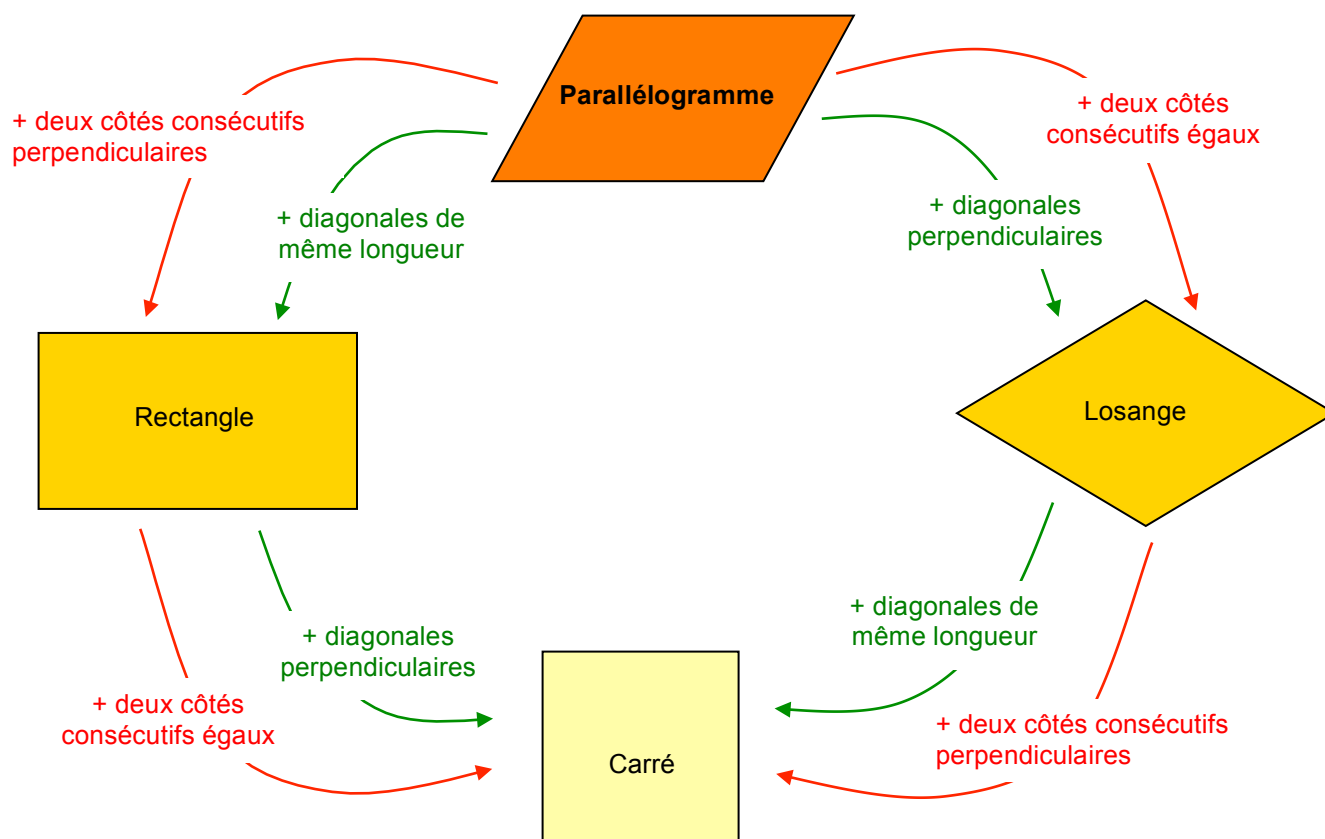 Parallélogramme
+ deux côtés consécutifs
perpendiculaires
+ deux côtés
consécutifs égaux
+ diagonales de
même longueur
+ diagonales
perpendiculaires
Rectangle
Losange
+ diagonales
perpendiculaires
+ diagonales de
même longueur
+ deux côtés
consécutifs égaux
+ deux côtés consécutifs
perpendiculaires
Carré